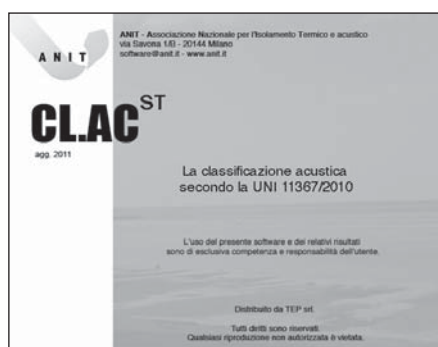 ANIT
ANIT - Associazione Nazionale per l'Isolamento Termico e acustico
via Savona 1/B - 20144 Milano
software@anit.it - www.anit.it
CL.AC ST
agg. 2011
La classificazione acustica
secondo la UNI 11367/2010
L'uso del presente software e dei relativi risultati
sono di esclusiva competenza e responsabilità dell'utente.
Distribuito da TEP srl.
Tutti diritti sono riservati.
Qualsiasi riproduzione non autorizzata è vietata.